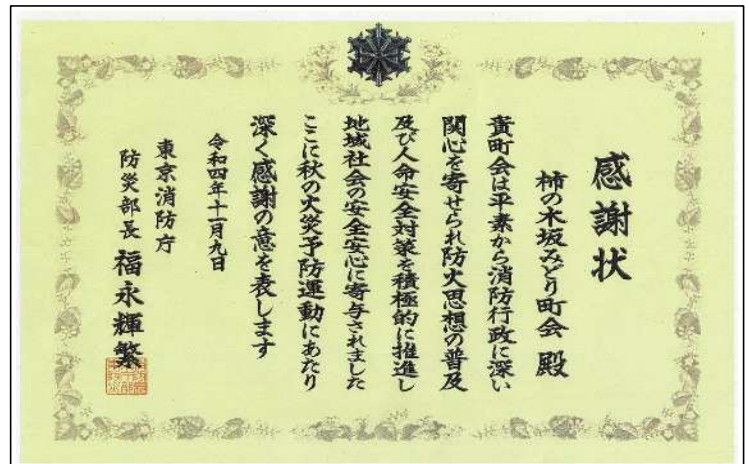 感謝状
柿の木坂みどり町会 殿
貴町会は平素から消防行政に深い
関心を寄せられ防火思想の普及
及び人命安全対策を積極的に推進し
地域社会の安全安心に寄与されました
ここに秋の火災予防運動にあたり
深く感謝の意を表します
令和四年十一月九日
東京消防庁
防災部長 福永輝繁